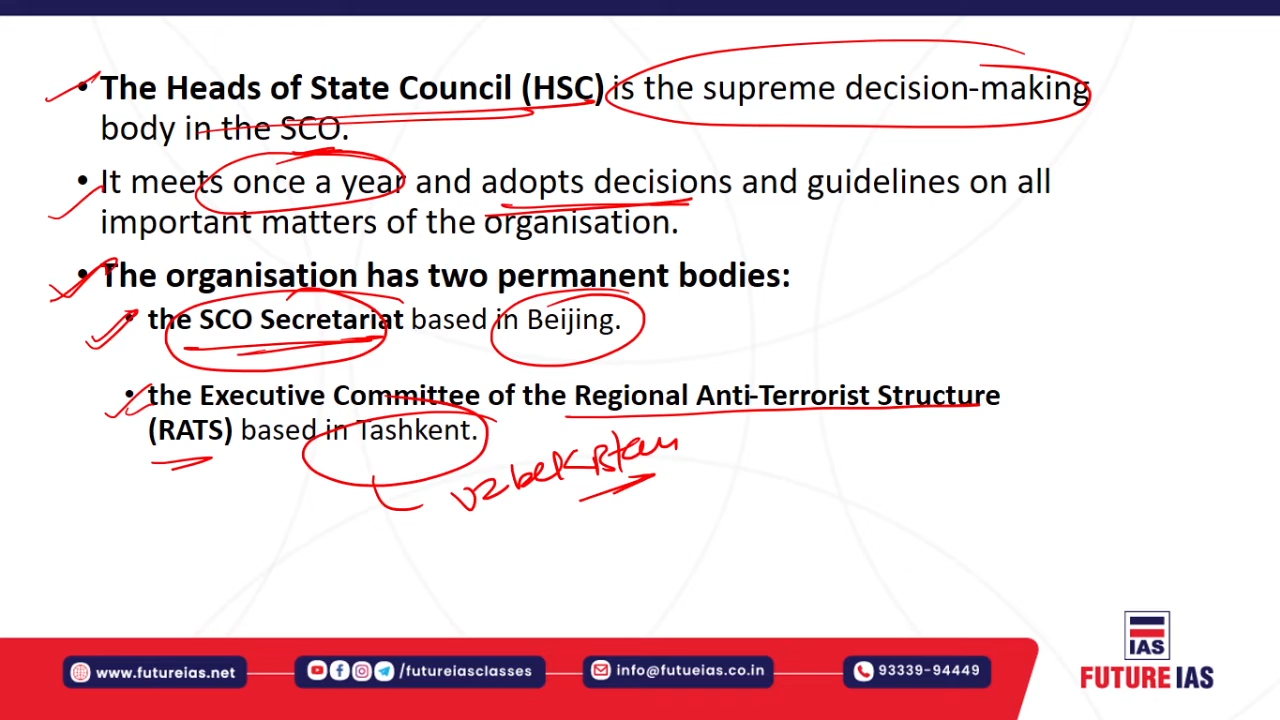 • The Heads of State Council (HSC) is the supreme decision-making
body in the SCO.
• It meets once a year and adopts decisions and guidelines on all
important matters of the organisation.
• The organisation has two permanent bodies:
• the SCO Secretariat based in Beijing.
• the Executive Committee of the Regional Anti-Terrorist Structure
(RATS) based in Tashkent.
Uzbekistan
IAS
FUTURE IAS
www.futureias.net
/futureiasclasses
info@futueias.co.in
93339-94449